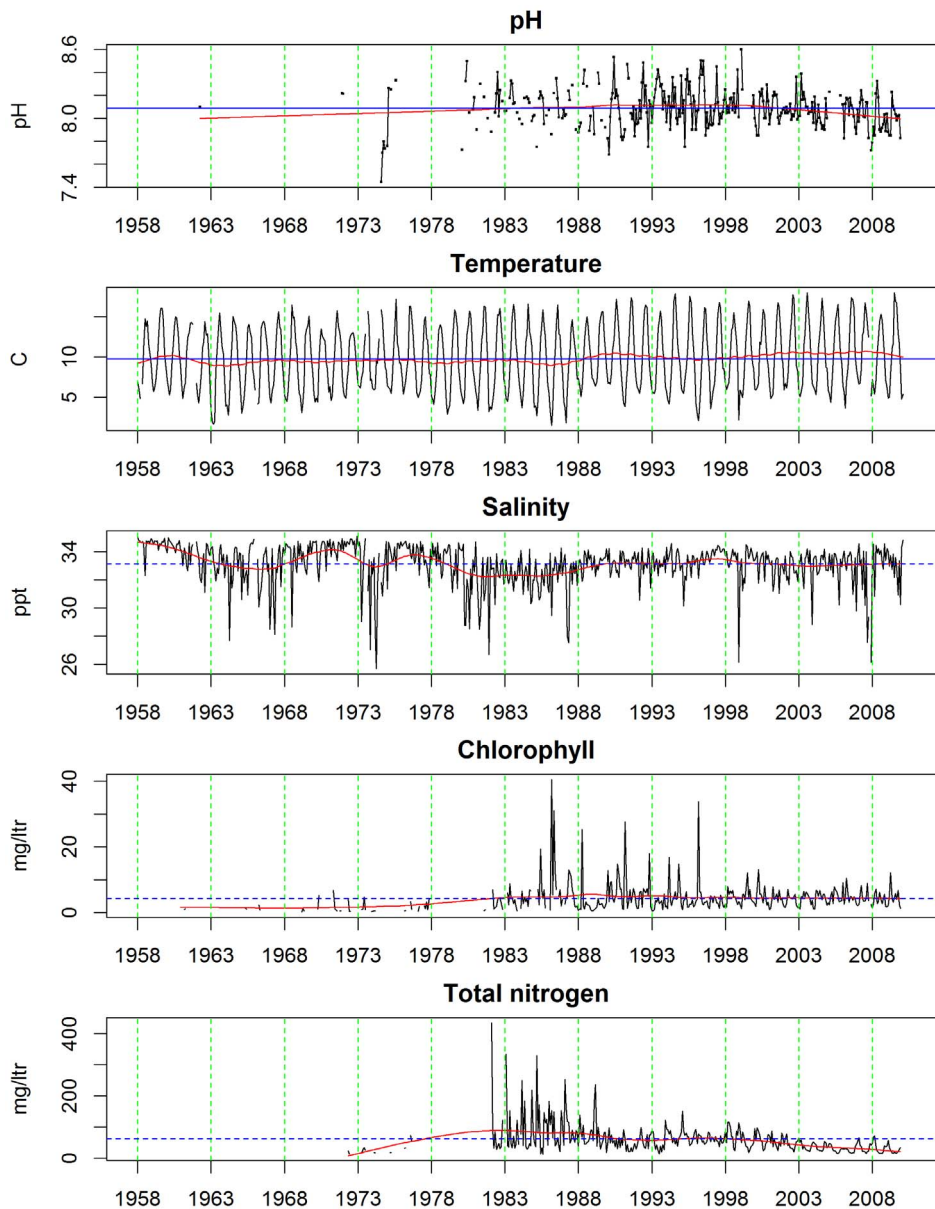 pH
pH
8.6
8.0
7.4
1958 1963 1968 1973 1978 1983 1988 1993 1998 2003 2008
Temperature
C
10
5
1958 1963 1968 1973 1978 1983 1988 1993 1998 2003 2008
Salinity
ppt
34
30
26
1958 1963 1968 1973 1978 1983 1988 1993 1998 2003 2008
Chlorophyll
mg/ltr
40
20
0
1958 1963 1968 1973 1978 1983 1988 1993 1998 2003 2008
Total nitrogen
mg/ltr
400
200
0
1958 1963 1968 1973 1978 1983 1988 1993 1998 2003 2008